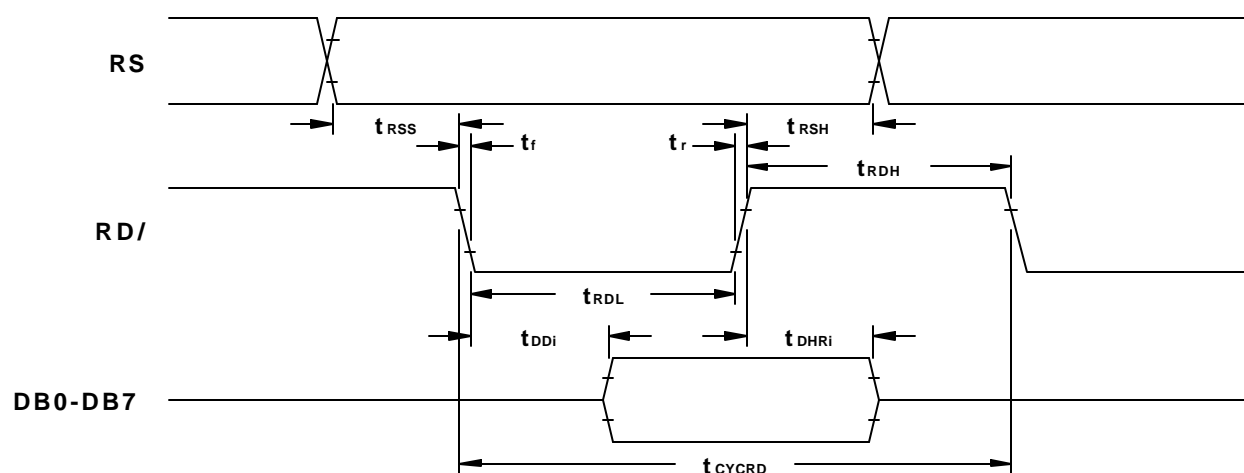 RS
tRSS
tRSH
tf
tr
tRDH
RD/
tRDL
tDDi
tDHRi
DB0-DB7
tCYCRD